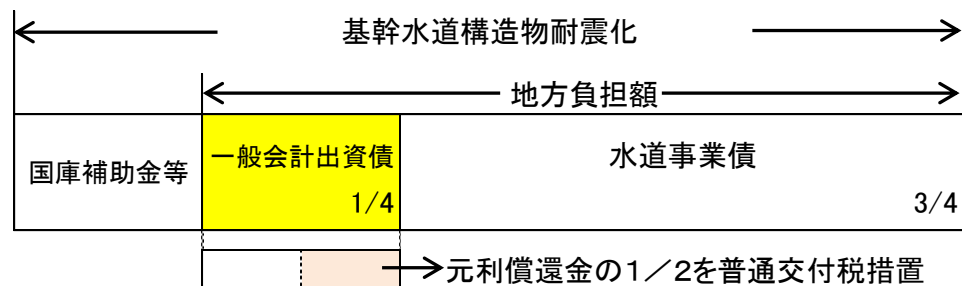 基幹水道構造物耐震化
地方負担額
国庫補助金等
一般会計出資債
1/4
水道事業債
3/4
元利償還金の1／2を普通交付税措置